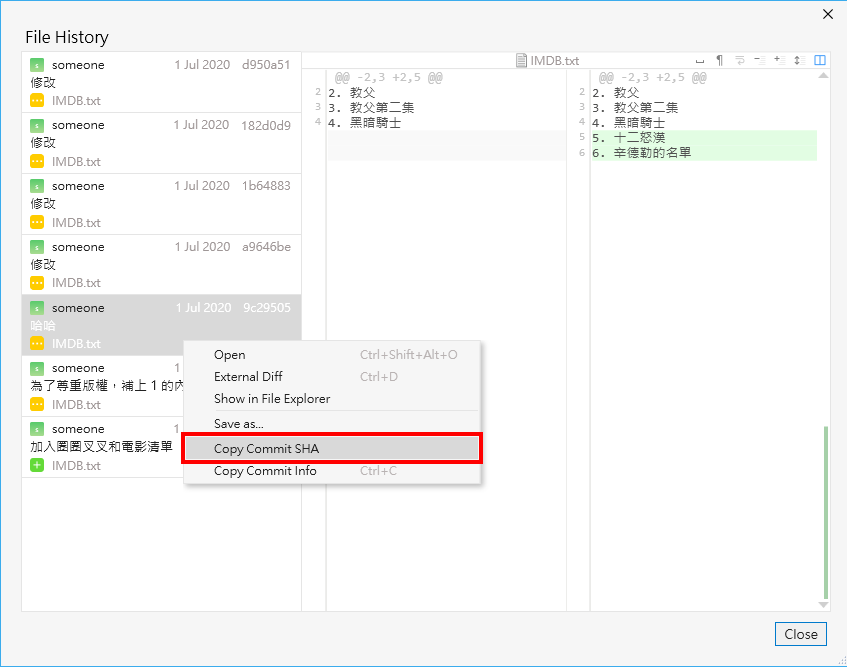 File History
someone 1 Jul 2020 d950a51
修改
IMDB.txt
someone 1 Jul 2020 182d0d9
修改
IMDB.txt
someone 1 Jul 2020 1b64883
修改
IMDB.txt
someone 1 Jul 2020 a9646be
修改
IMDB.txt
someone 1 Jul 2020 9c29505
哈哈
IMDB.txt
someone 1
為了尊重版權，補上 1 的內
IMDB.txt
someone 1
加入圈圈叉叉和電影清單
IMDB.txt
Open Ctrl+Shift+Alt+O
External Diff Ctrl+D
Show in File Explorer
Save as...
Copy Commit SHA
Copy Commit Info Ctrl+C
IMDB.txt
@@ -2,3 +2,5 @@
2 2. 教父
3 3. 教父第二集
4 4. 黑暗騎士
@@ -2,3 +2,5 @@
2 2. 教父
3 3. 教父第二集
4 4. 黑暗騎士
5 5. 十二怒漢
6 6. 辛德勒的名單
Close